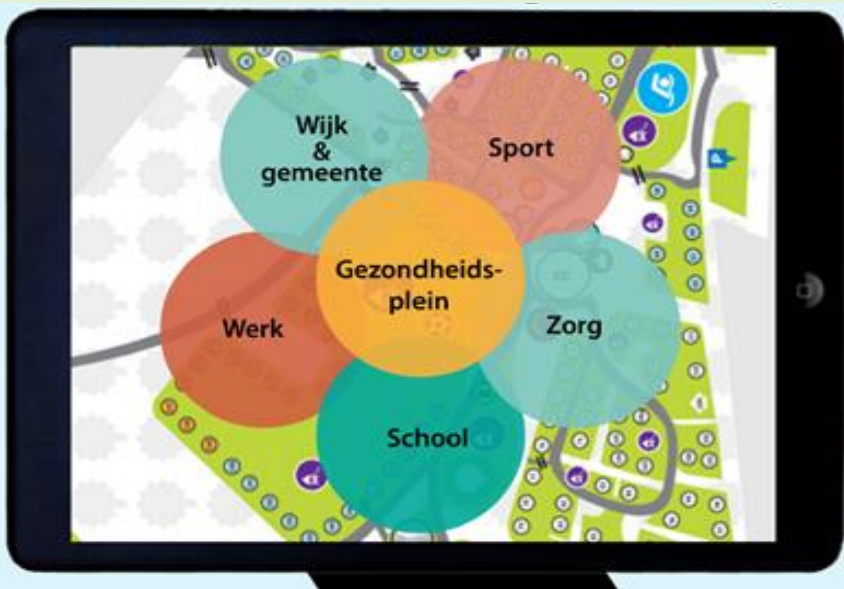 Wijk
&
gemeente
Sport
Gezondheids-
plein
Werk
Zorg
School
P